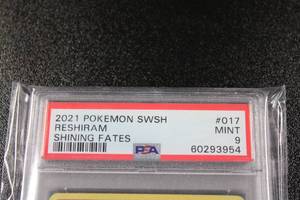 2021 POKEMON SWSH #017
RESHIRAM MINT
SHINING FATES 9
PSA 60293954